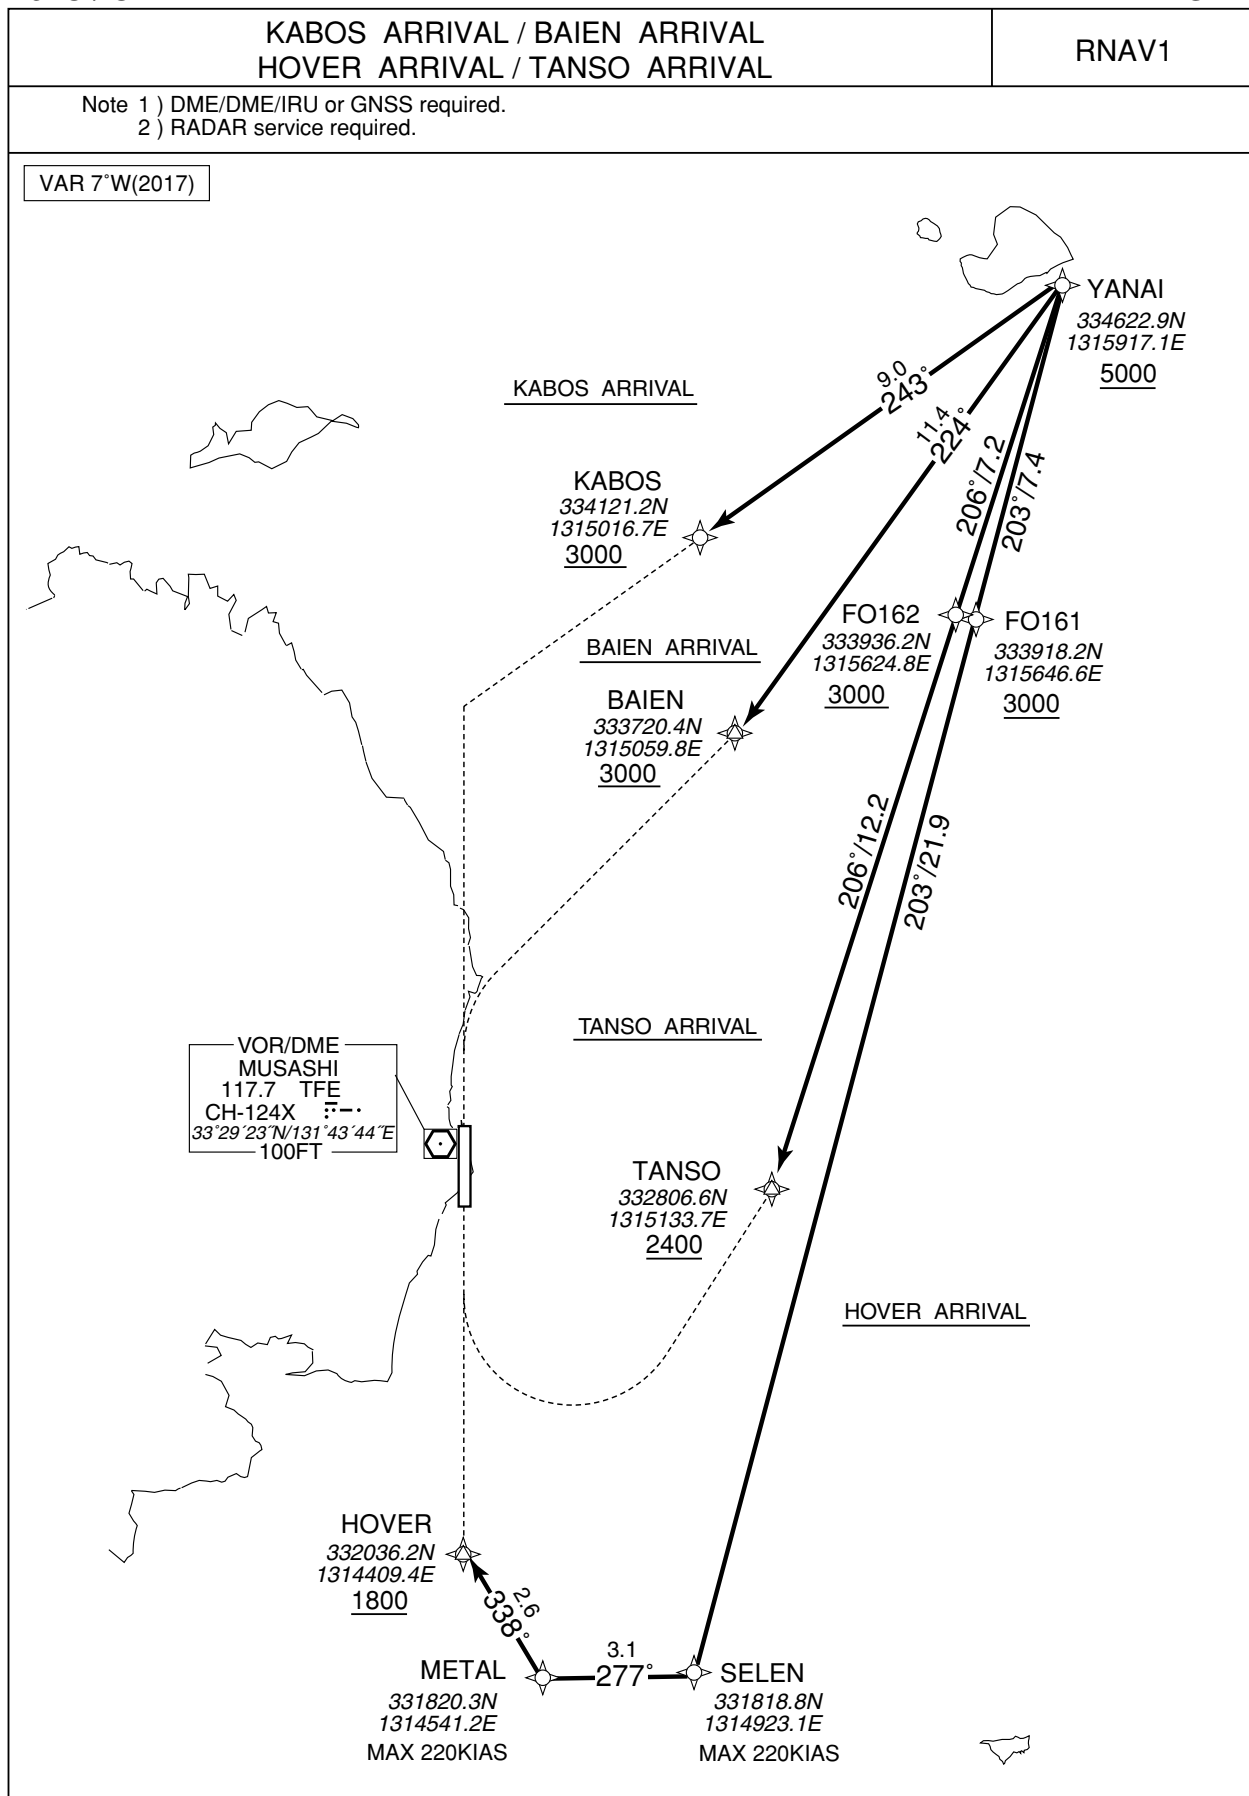 KABOS ARRIVAL / BAIEN ARRIVAL
HOVER ARRIVAL / TANSO ARRIVAL
RNAV1
Note 1 ) DME/DME/IRU or GNSS required.
2 ) RADAR service required.
VAR 7˚W(2017)
YANAI
334622.9N
1315917.1E
5000
9.0
243˚
KABOS ARRIVAL
11.4
224˚
206˚/7.2
203˚/7.4
KABOS
334121.2N
1315016.7E
3000
FO162
333936.2N
1315624.8E
3000
FO161
333918.2N
1315646.6E
3000
BAIEN ARRIVAL
BAIEN
333720.4N
1315059.8E
3000
206˚/12.2
203˚/21.9
TANSO ARRIVAL
VOR/DME
MUSASHI
117.7 TFE
CH-124X
33˚29´23˝N/131˚43´44˝E
100FT
TANSO
332806.6N
1315133.7E
2400
HOVER ARRIVAL
HOVER
332036.2N
1314409.4E
1800
2.6
338˚
3.1
277˚
METAL
331820.3N
1314541.2E
MAX 220KIAS
SELEN
331818.8N
1314923.1E
MAX 220KIAS